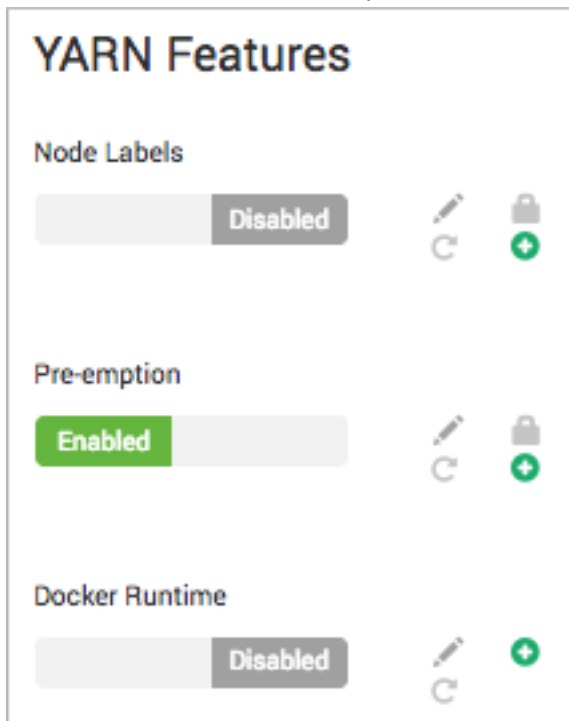 YARN Features
Node Labels
Disabled
Pre-emption
Enabled
Docker Runtime
Disabled